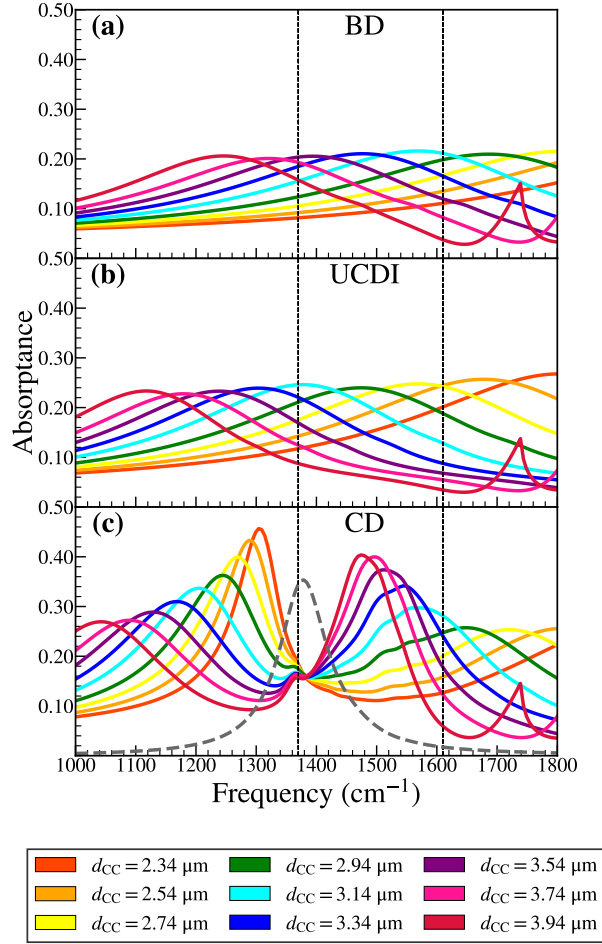 (a) BD
0.50
0.40
0.30
0.20
0.10
(b) UCDI
0.50
0.40
0.30
0.20
0.10
(c) CD
0.50
0.40
0.30
0.20
0.10
Absorptance
1000 1100 1200 1300 1400 1500 1600 1700 1800
Frequency (cm⁻¹)
d_CC = 2.34 μm d_CC = 2.94 μm d_CC = 3.54 μm
d_CC = 2.54 μm d_CC = 3.14 μm d_CC = 3.74 μm
d_CC = 2.74 μm d_CC = 3.34 μm d_CC = 3.94 μm